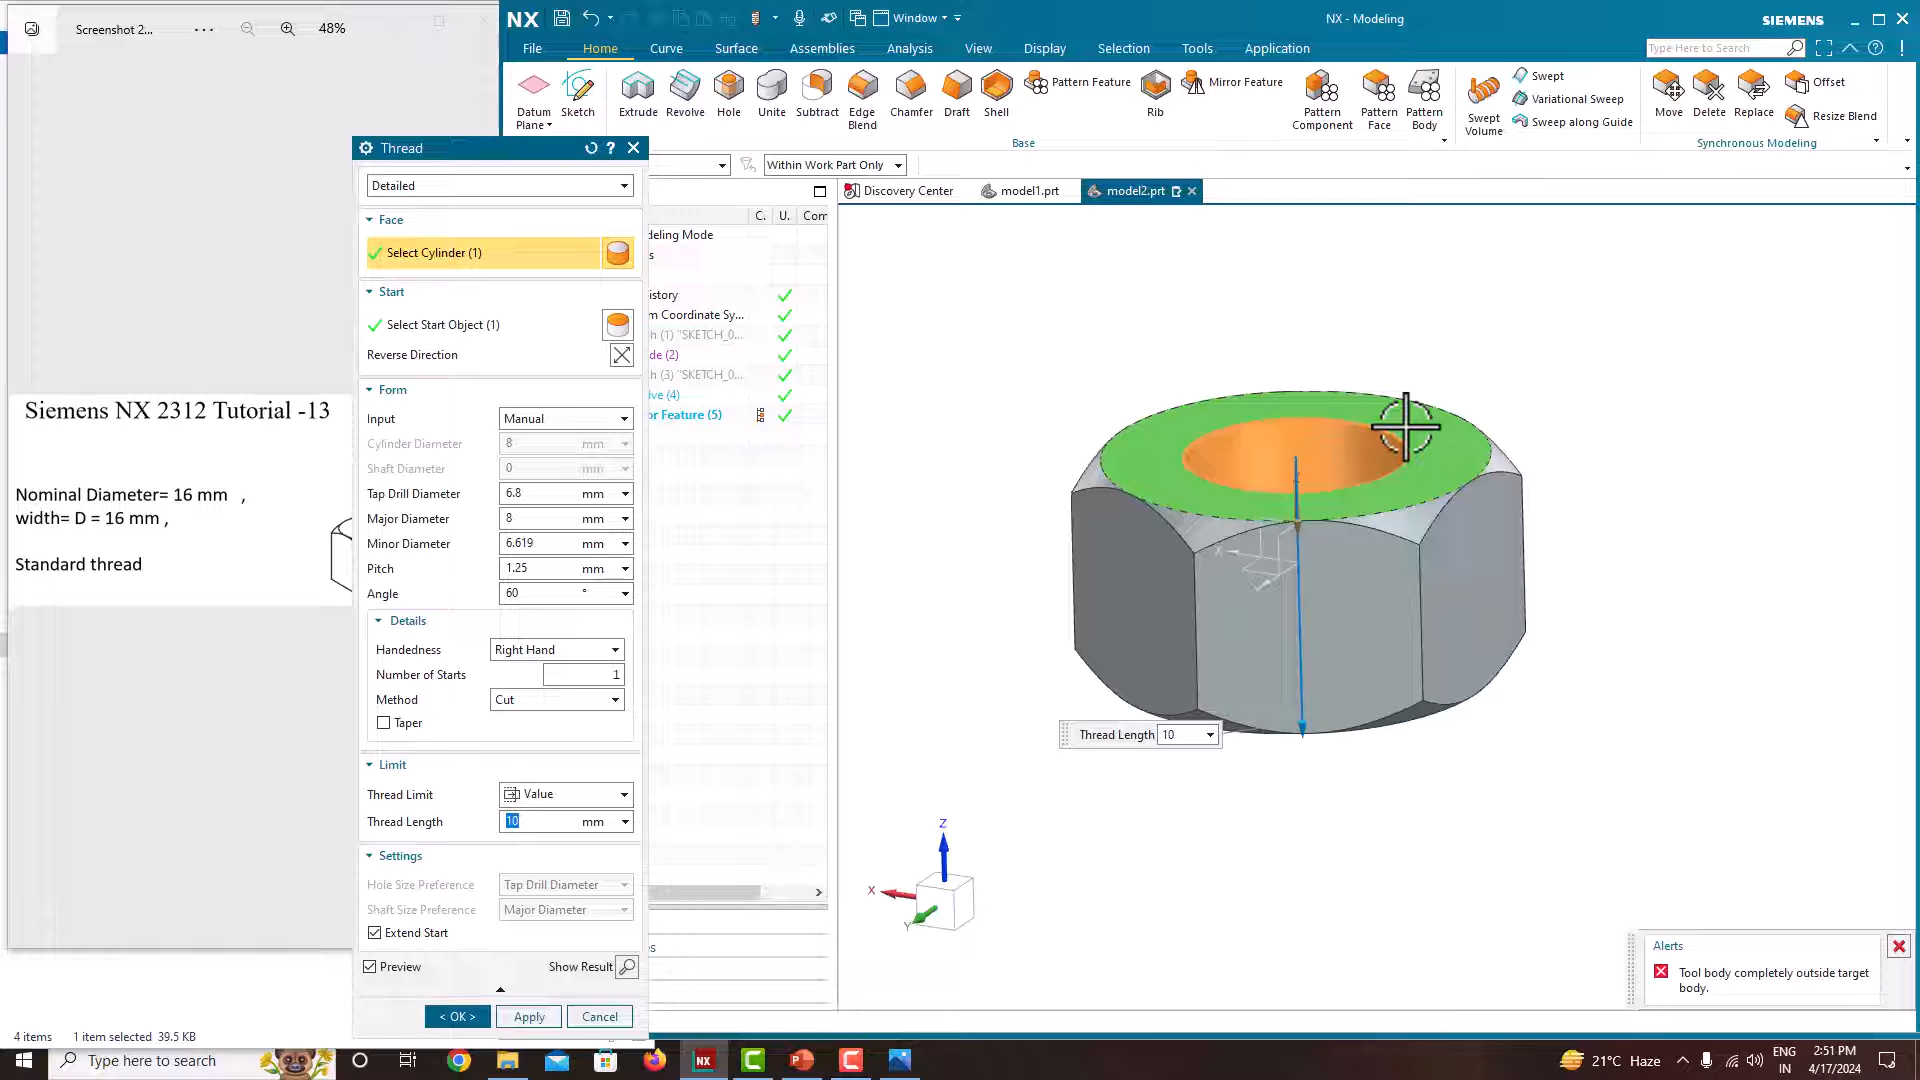 Screenshot 2...
48%
NX
Window
NX - Modeling
SIEMENS
File
Home
Curve
Surface
Assemblies
Analysis
View
Display
Selection
Tools
Application
Type Here to Search
Datum Plane
Sketch
Extrude
Revolve
Hole
Unite
Subtract
Edge Blend
Chamfer
Draft
Shell
Pattern Feature
Rib
Mirror Feature
Pattern Component
Pattern Face
Pattern Body
Swept Volume
Swept
Variational Sweep
Sweep along Guide
Move
Delete
Replace
Offset
Resize Blend
Base
Synchronous Modeling
Within Work Part Only
Discovery Center
model1.prt
model2.prt
Thread
Detailed
Face
Select Cylinder (1)
Start
Select Start Object (1)
Reverse Direction
Form
Input Manual
Cylinder Diameter 8 mm
Shaft Diameter 0 mm
Tap Drill Diameter 6.8 mm
Major Diameter 8 mm
Minor Diameter 6.619 mm
Pitch 1.25 mm
Angle 60 °
Details
Handedness Right Hand
Number of Starts 1
Method Cut
Taper
Limit
Thread Limit Value
Thread Length 10 mm
Settings
Hole Size Preference Tap Drill Diameter
Shaft Size Preference Major Diameter
Extend Start
Preview
Show Result
< OK >
Apply
Cancel
C. U. Com
deling Mode
s
istory
m Coordinate Sy...
h (1) "SKETCH_0...
de (2)
h (3) "SKETCH_0...
lve (4)
or Feature (5)
es
Siemens NX 2312 Tutorial -13
Nominal Diameter= 16 mm ,
width= D = 16 mm ,
Standard thread
Thread Length 10
X
Z
X
Y
Alerts
Tool body completely outside target
body.
4 items 1 item selected 39.5 KB
Type here to search
NX
21°C Haze
ENG
IN
2:51 PM
4/17/2024